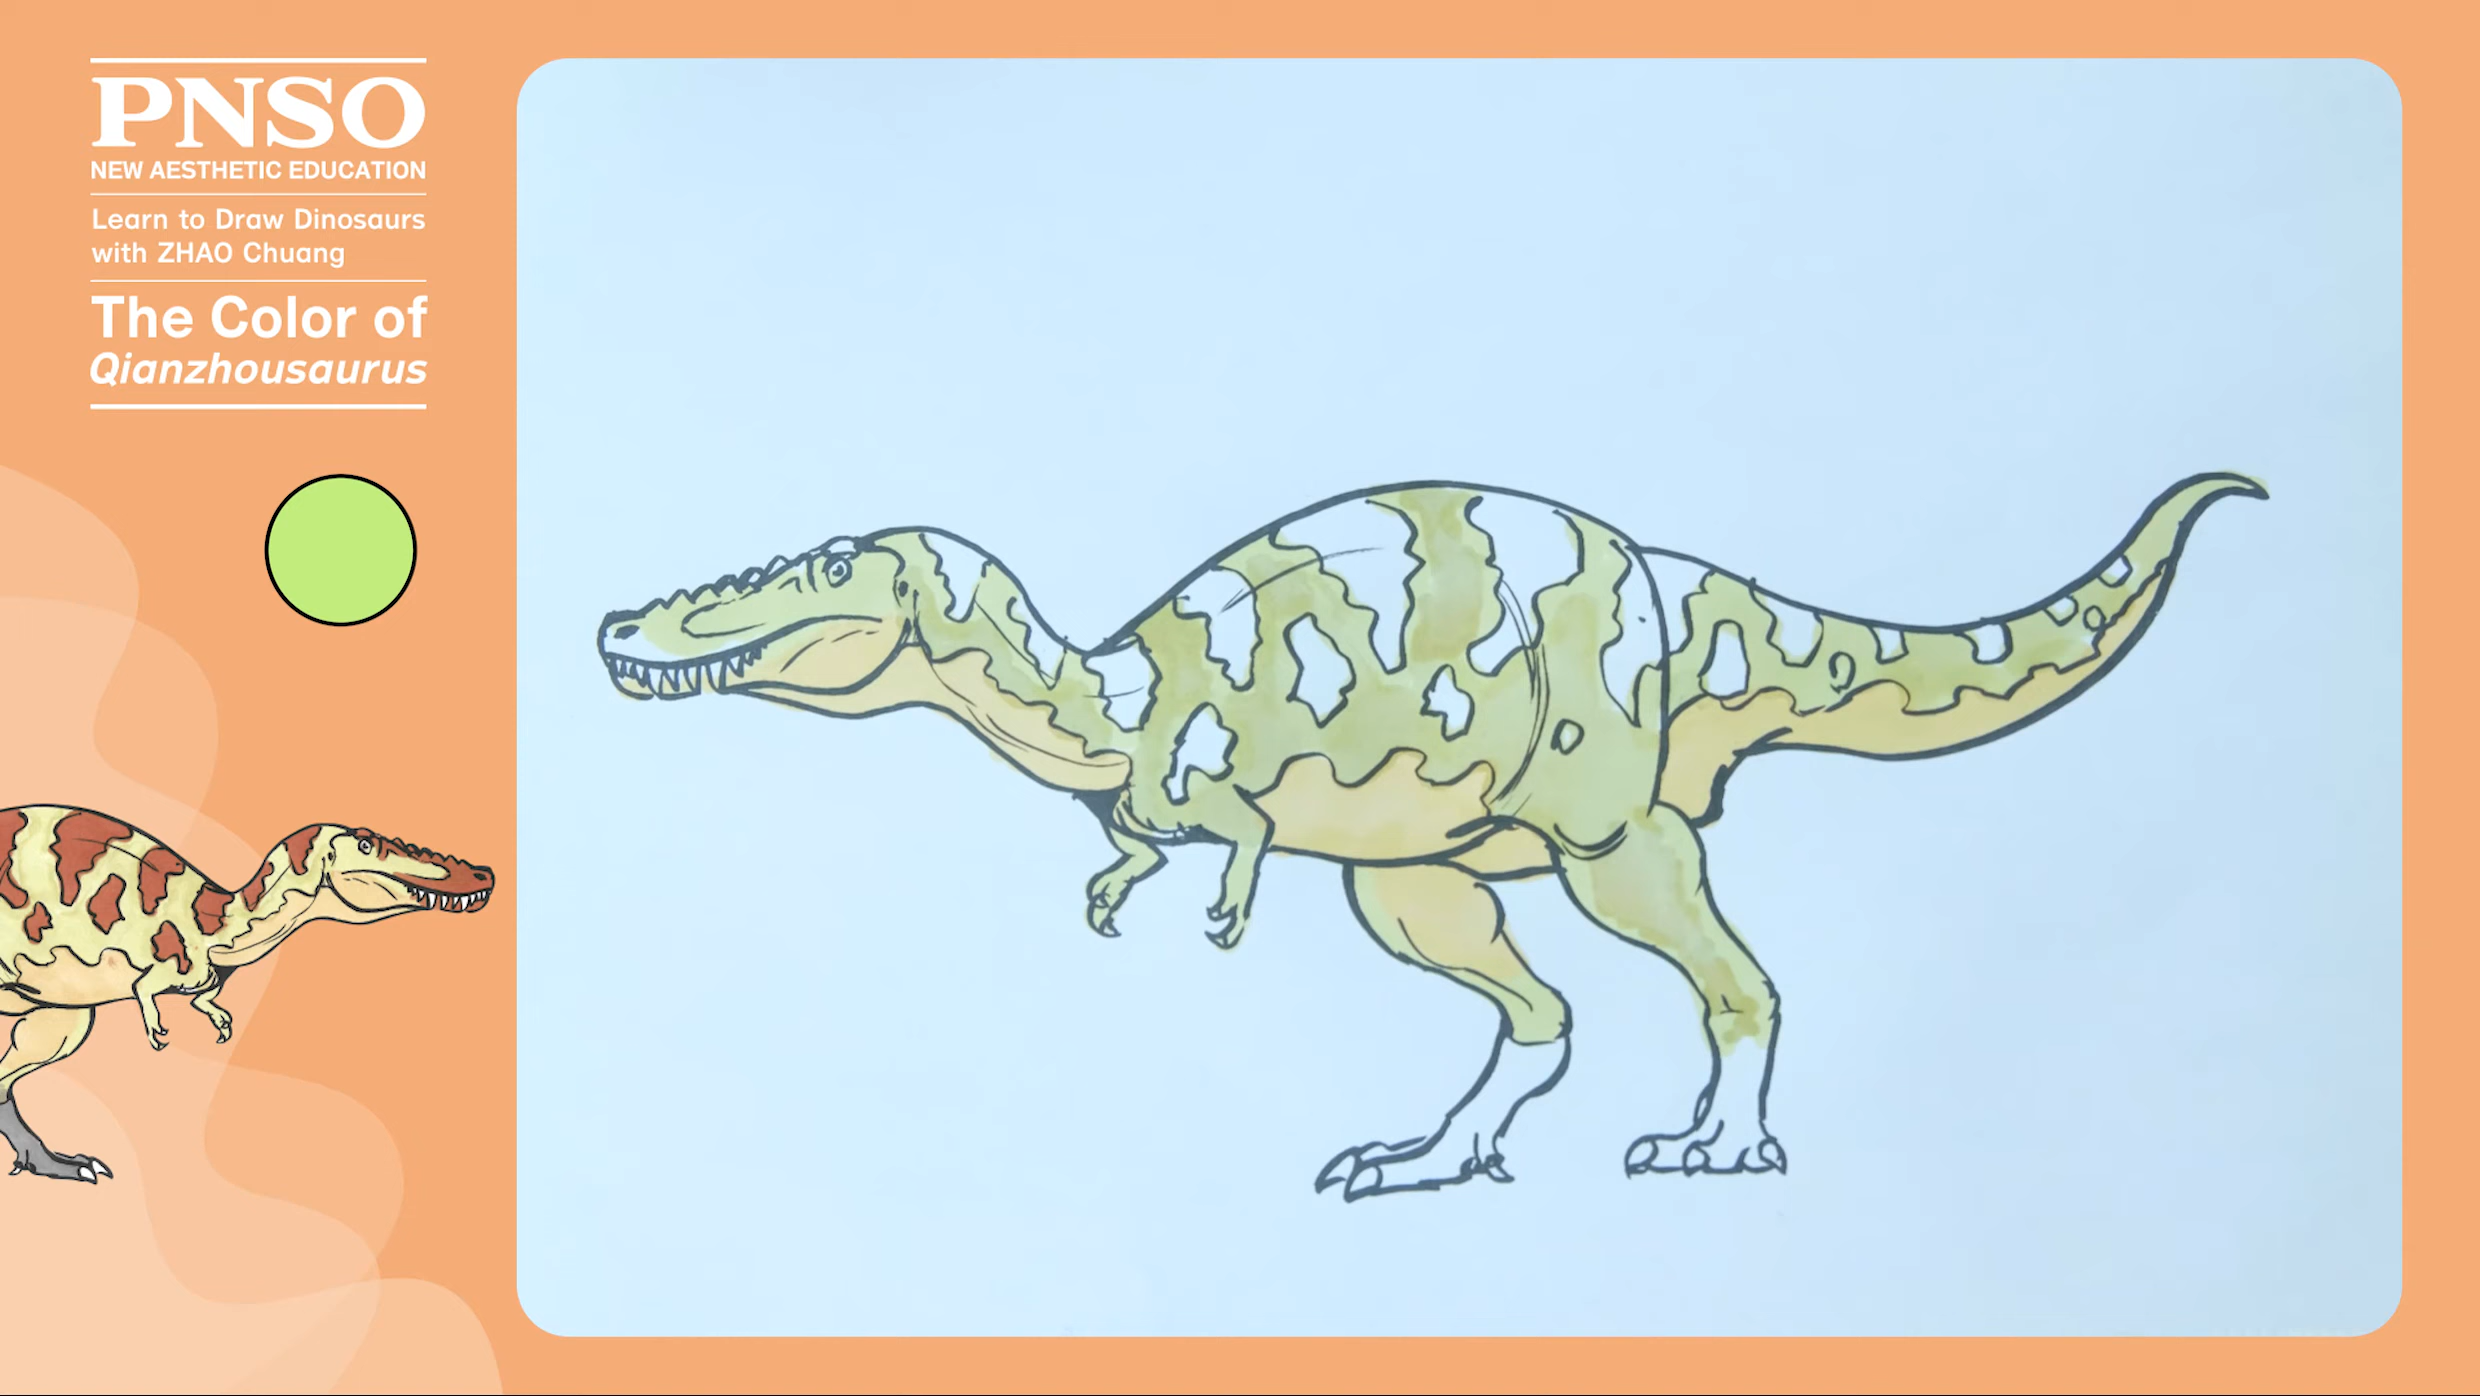 PNSO
NEW AESTHETIC EDUCATION
Learn to Draw Dinosaurs
with ZHAO Chuang
The Color of
Qianzhousaurus